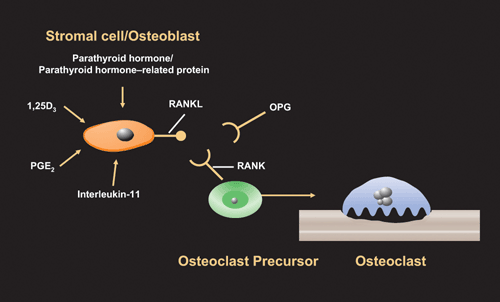 Stromal cell/Osteoblast
Parathyroid hormone/
Parathyroid hormone–related protein
1,25D₃
RANKL
OPG
PGE₂
RANK
Interleukin-11
Osteoclast Precursor
Osteoclast